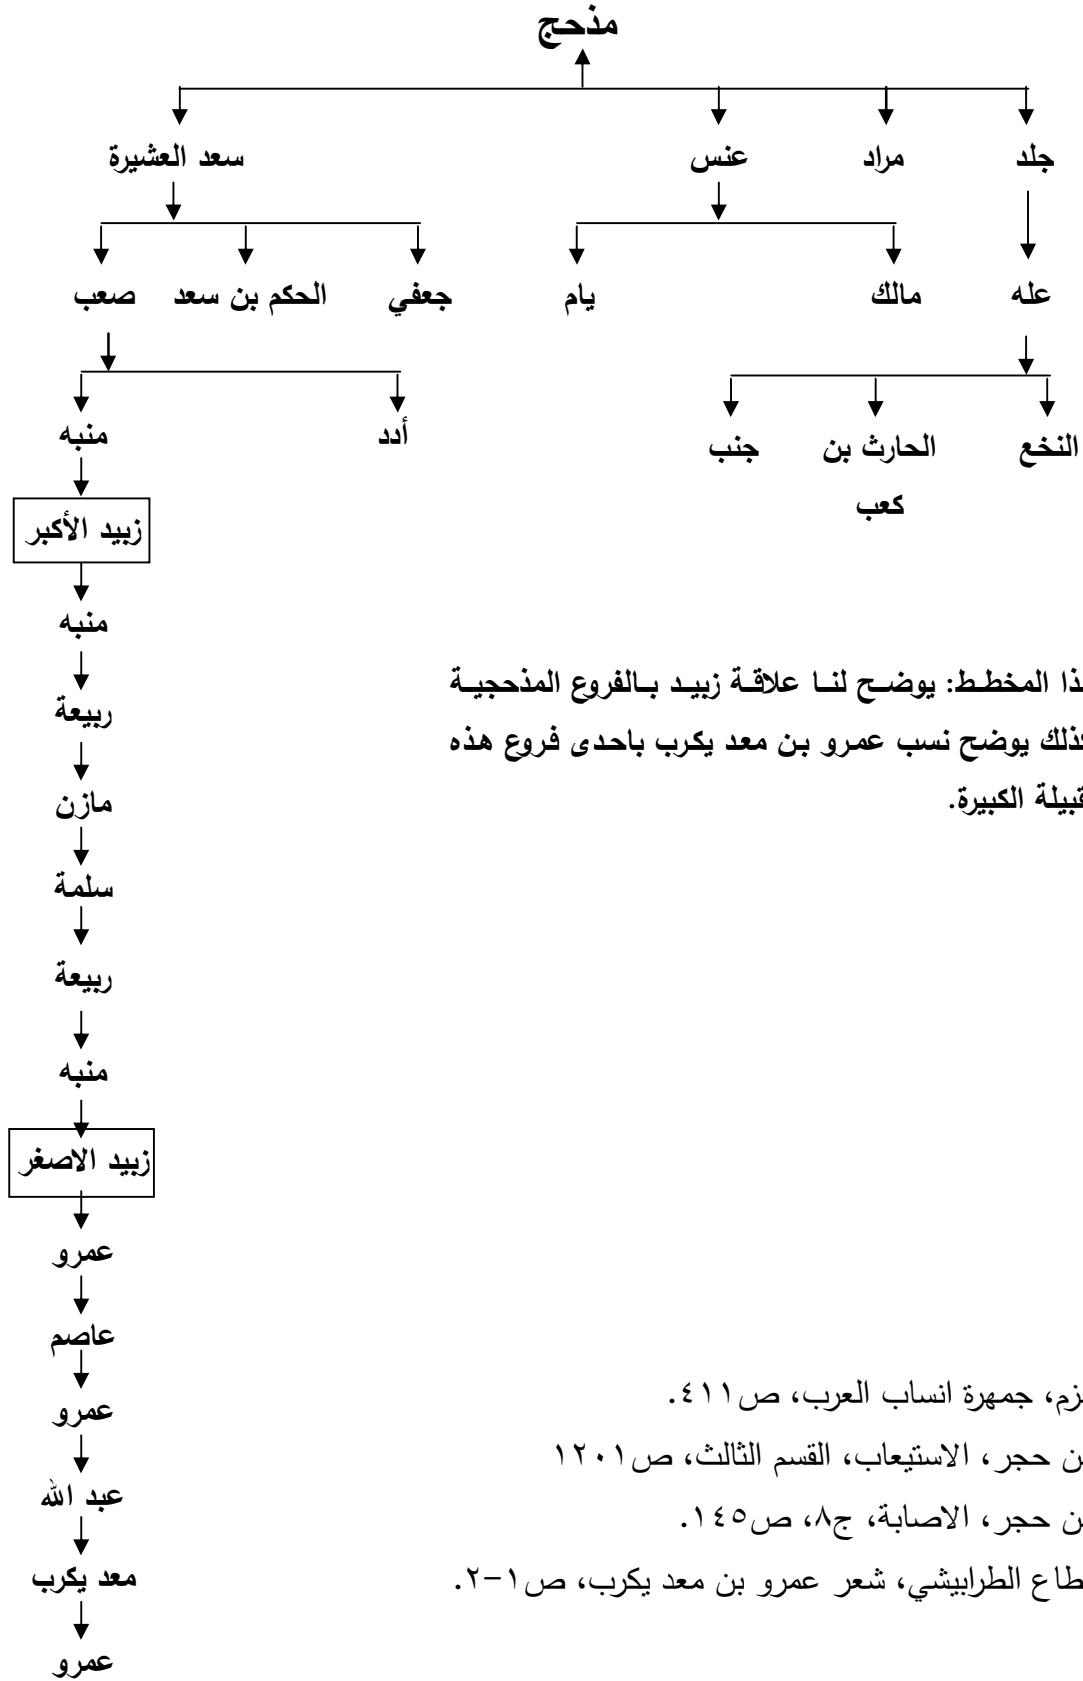 مذحج
جلد مراد عنس سعد العشيرة
عله مالك يام جعفي الحكم بن سعد صعب
النخع الحارث بن كعب جنب أدد منبه
زبيد الأكبر
منبه
ربيعة
مازن
سلمة
ربيعة
منبه
زبيد الاصغر
عمرو
عاصم
عمرو
عبد الله
معد يكرب
عمرو
ذا المخطط: يوضح لنا علاقة زبيد بالفروع المذحجية
كذلك يوضح نسب عمرو بن معد يكرب باحدى فروع هذه
قبيلة الكبيرة.
زم، جمهرة انساب العرب، ص٤١١.
ن حجر، الاستيعاب، القسم الثالث، ص١٢٠١
ن حجر، الاصابة، ج٨، ص١٤٥.
طاع الطرابيشي، شعر عمرو بن معد يكرب، ص١-٢.